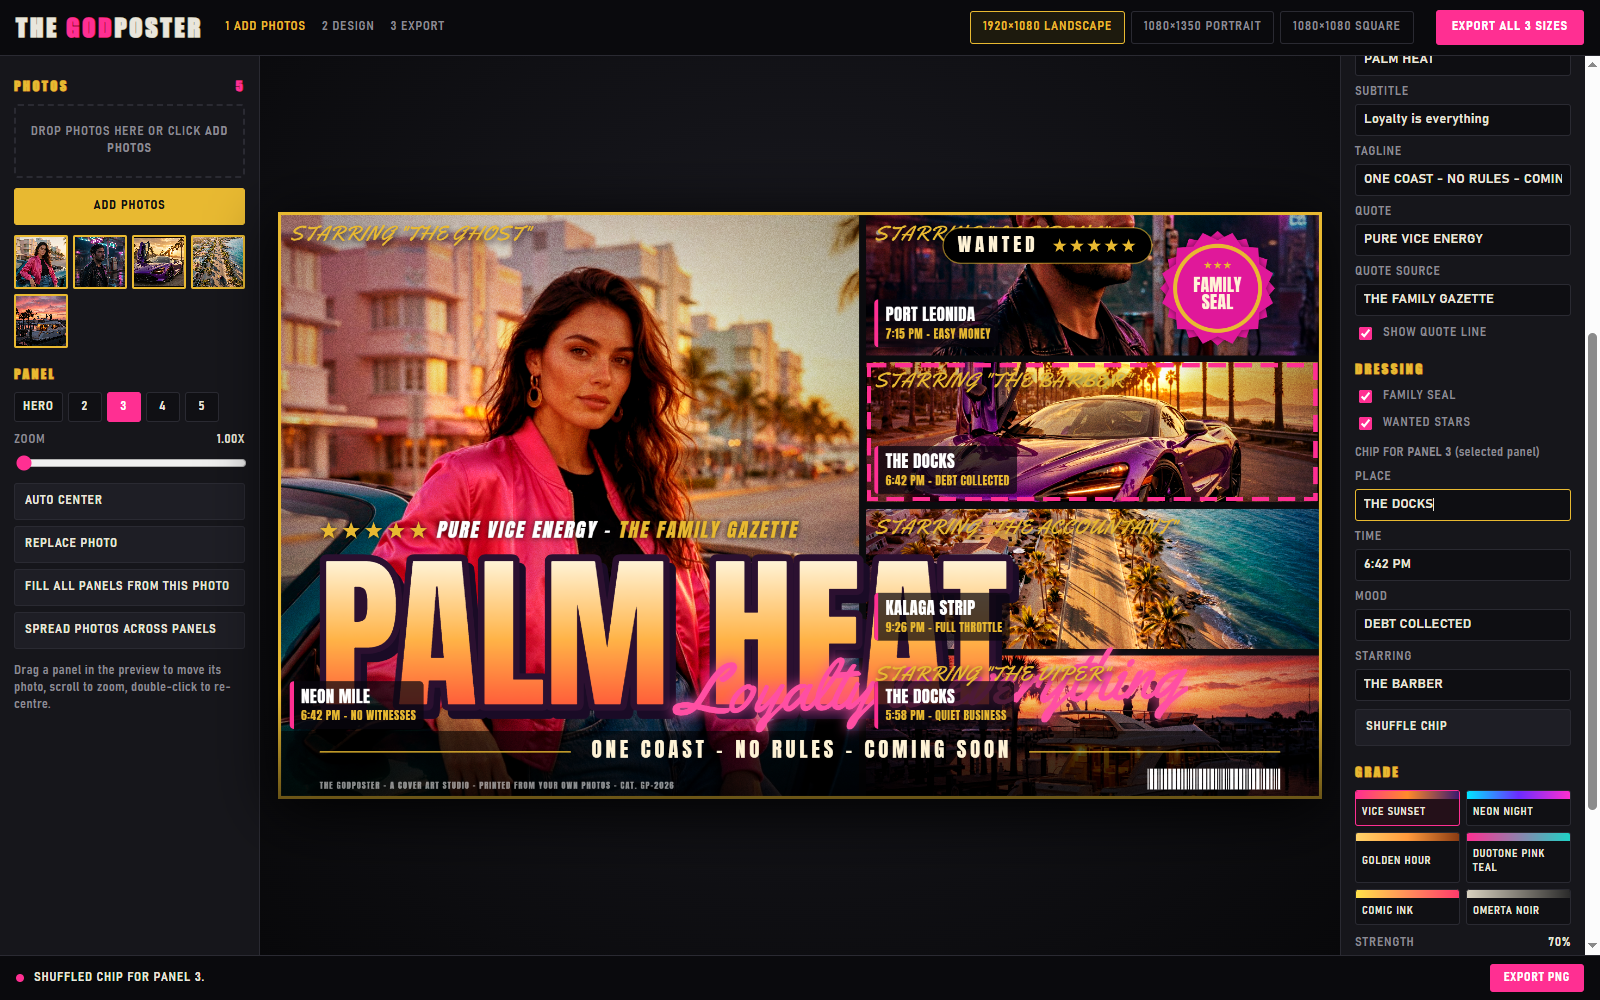 THE GODPOSTER
1 ADD PHOTOS
2 DESIGN
3 EXPORT
1920×1080 LANDSCAPE
1080×1350 PORTRAIT
1080×1080 SQUARE
EXPORT ALL 3 SIZES
PHOTOS
5
DROP PHOTOS HERE OR CLICK ADD
PHOTOS
ADD PHOTOS
PANEL
HERO
2
3
4
5
ZOOM
1.00X
AUTO CENTER
REPLACE PHOTO
FILL ALL PANELS FROM THIS PHOTO
SPREAD PHOTOS ACROSS PANELS
Drag a panel in the preview to move its
photo, scroll to zoom, double-click to re-
centre.
STARRING "THE GHOST"
WANTED ★★★★★
★★★
FAMILY
SEAL
PORT LEONIDA
7:15 PM - EASY MONEY
STARRING "THE BARBER"
THE DOCKS
6:42 PM - DEBT COLLECTED
STARRING "THE ACCOUNTANT"
★★★★★ PURE VICE ENERGY - THE FAMILY GAZETTE
PALM HEAT
KALAGA STRIP
9:26 PM - FULL THROTTLE
STARRING "THE VIPER"
Loyalty
NEON MILE
6:42 PM - NO WITNESSES
THE DOCKS
5:58 PM - QUIET BUSINESS
ONE COAST - NO RULES - COMING SOON
THE GODPOSTER - A COVER ART STUDIO - PRINTED FROM YOUR OWN PHOTOS - CAT. GP-2026
PALM HEAT
SUBTITLE
Loyalty is everything
TAGLINE
ONE COAST - NO RULES - COMIN
QUOTE
PURE VICE ENERGY
QUOTE SOURCE
THE FAMILY GAZETTE
SHOW QUOTE LINE
DRESSING
FAMILY SEAL
WANTED STARS
CHIP FOR PANEL 3 (selected panel)
PLACE
THE DOCKS
TIME
6:42 PM
MOOD
DEBT COLLECTED
STARRING
THE BARBER
SHUFFLE CHIP
GRADE
VICE SUNSET
NEON NIGHT
GOLDEN HOUR
DUOTONE PINK
TEAL
COMIC INK
OMERTA NOIR
STRENGTH
70%
SHUFFLED CHIP FOR PANEL 3.
EXPORT PNG